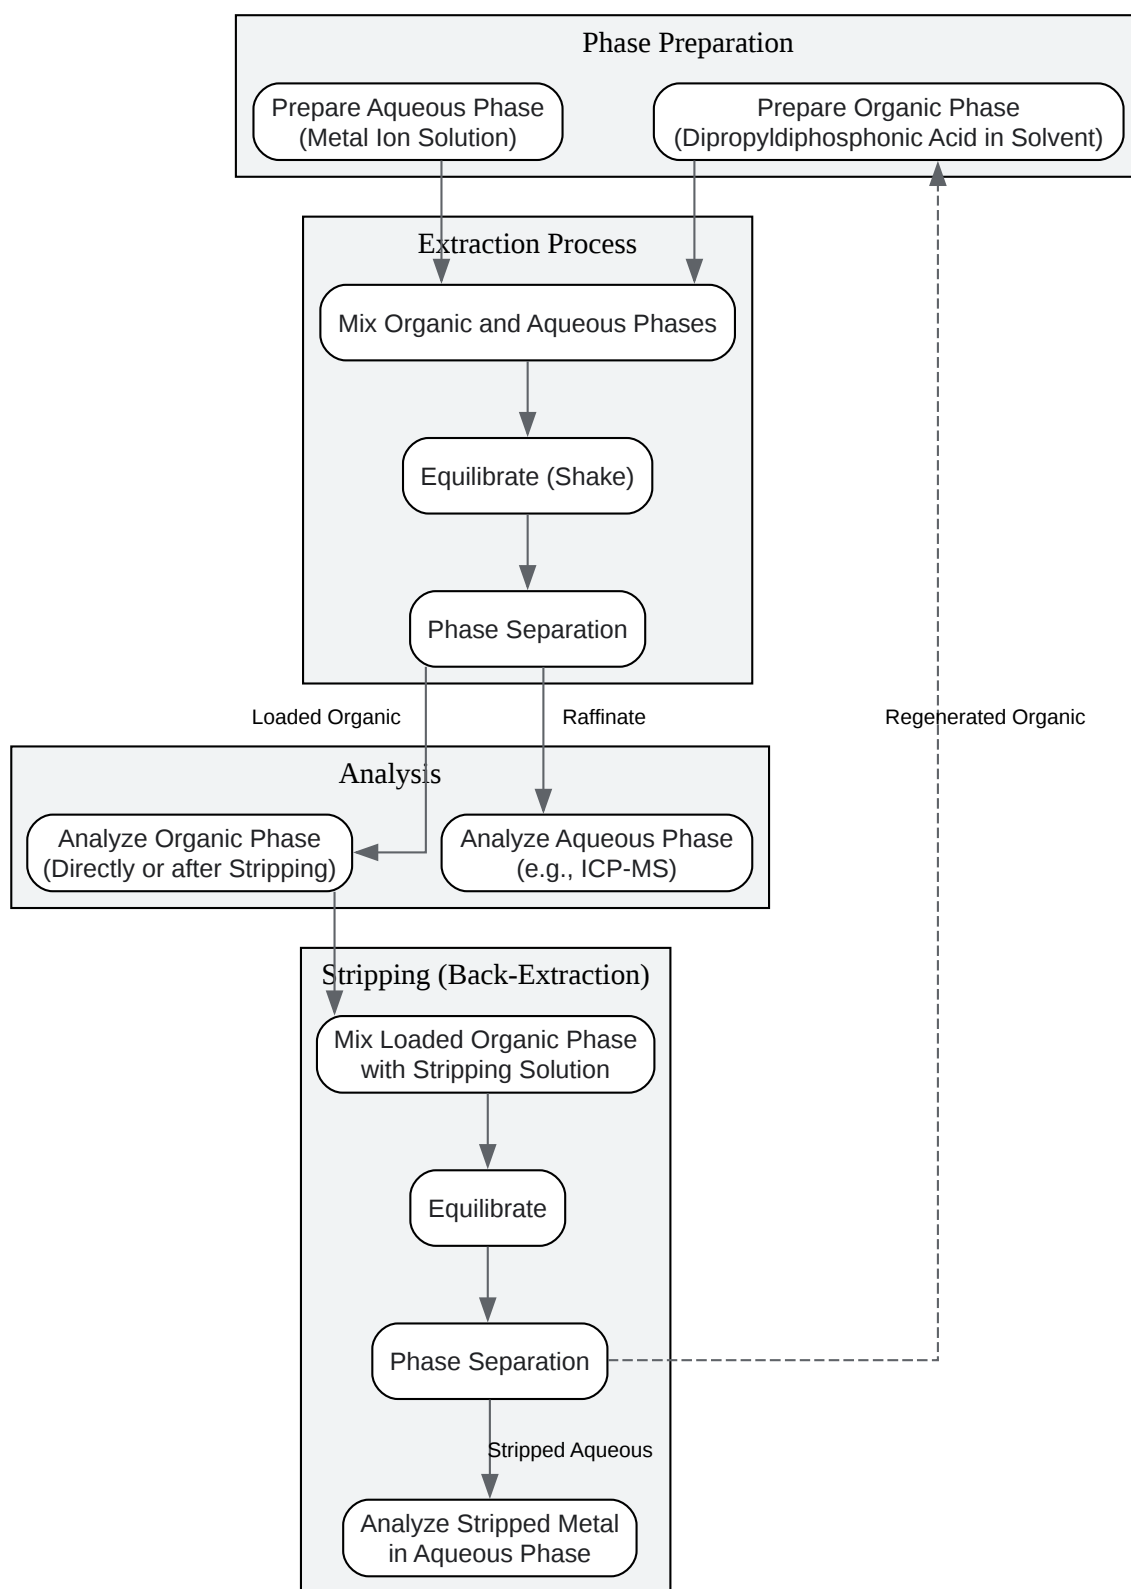 Phase Preparation
Prepare Aqueous Phase
(Metal Ion Solution)
Prepare Organic Phase
(Dipropyldiphosphonic Acid in Solvent)
Extraction Process
Mix Organic and Aqueous Phases
Equilibrate (Shake)
Phase Separation
Loaded Organic
Raffinate
Regenerated Organic
Analysis
Analyze Organic Phase
(Directly or after Stripping)
Analyze Aqueous Phase
(e.g., ICP-MS)
Stripping (Back-Extraction)
Mix Loaded Organic Phase
with Stripping Solution
Equilibrate
Phase Separation
Stripped Aqueous
Analyze Stripped Metal
in Aqueous Phase